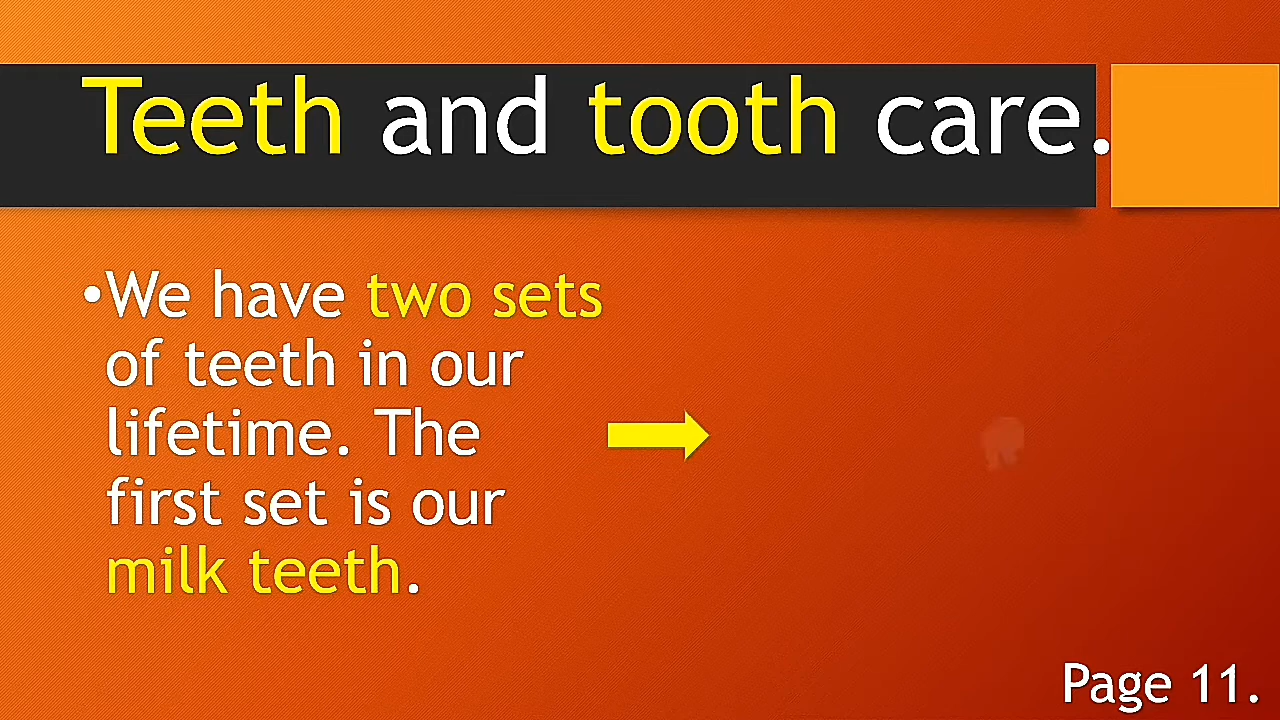 Teeth and tooth care.
•We have two sets
of teeth in our
lifetime. The
first set is our
milk teeth.
Page 11.